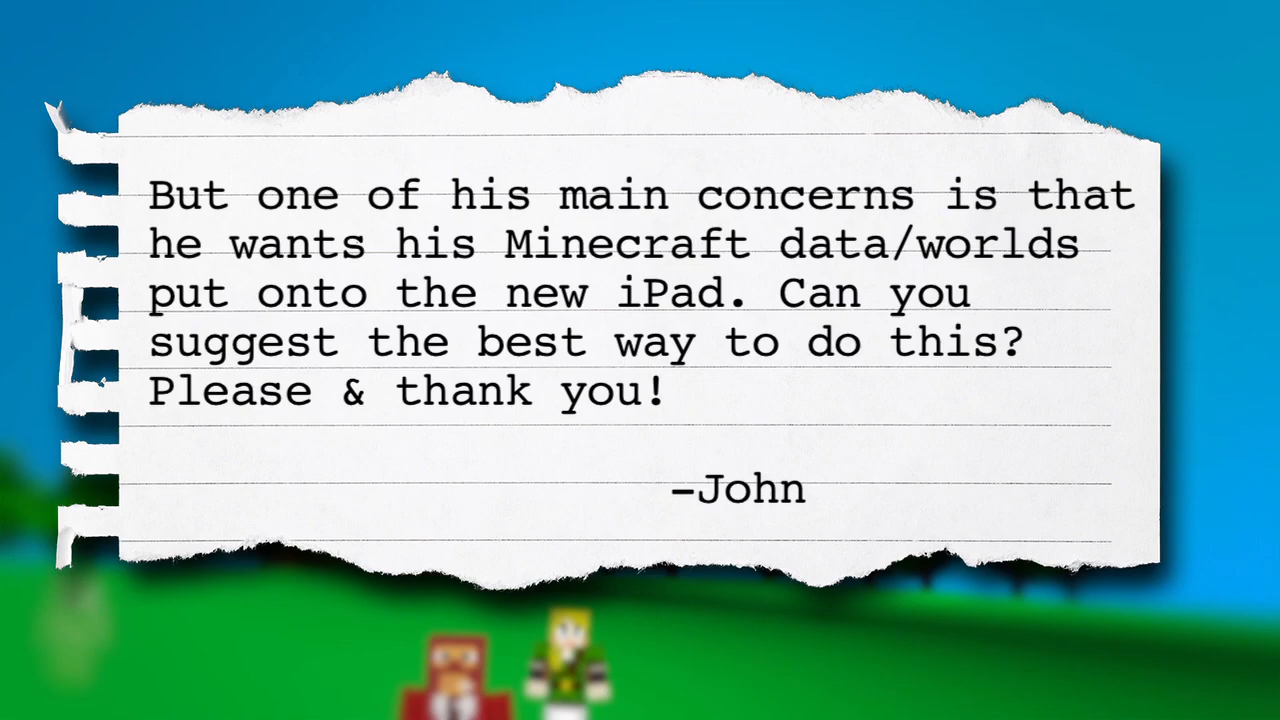 But one of his main concerns is that
he wants his Minecraft data/worlds
put onto the new iPad. Can you
suggest the best way to do this?
Please & thank you!
-John